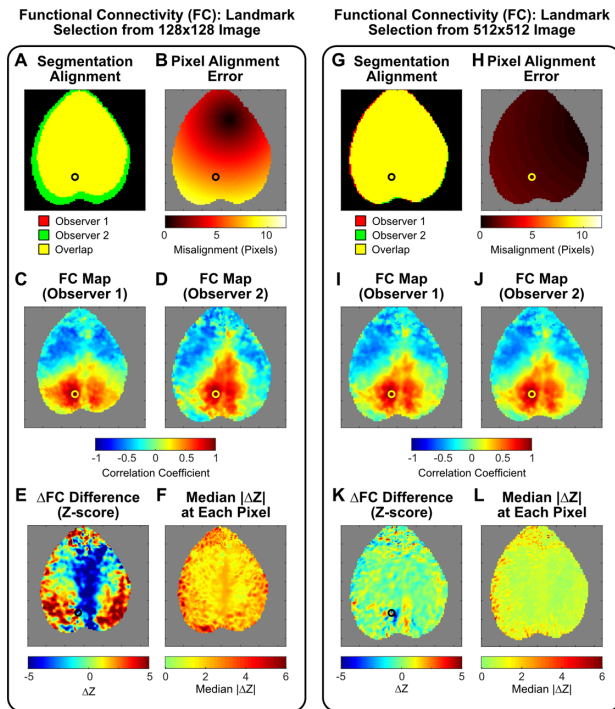 Functional Connectivity (FC): Landmark
Selection from 128x128 Image
A Segmentation
Alignment
B Pixel Alignment
Error
Observer 1
Observer 2
Overlap
0 5 10
Misalignment (Pixels)
C FC Map
(Observer 1)
D FC Map
(Observer 2)
-1 -0.5 0 0.5 1
Correlation Coefficient
E ΔFC Difference
(Z-score)
F Median |ΔZ|
at Each Pixel
-5 0 5
ΔZ
0 2 4 6
Median |ΔZ|
Functional Connectivity (FC): Landmark
Selection from 512x512 Image
G Segmentation
Alignment
H Pixel Alignment
Error
Observer 1
Observer 2
Overlap
0 5 10
Misalignment (Pixels)
I FC Map
(Observer 1)
J FC Map
(Observer 2)
-1 -0.5 0 0.5 1
Correlation Coefficient
K ΔFC Difference
(Z-score)
L Median |ΔZ|
at Each Pixel
-5 0 5
ΔZ
0 2 4 6
Median |ΔZ|